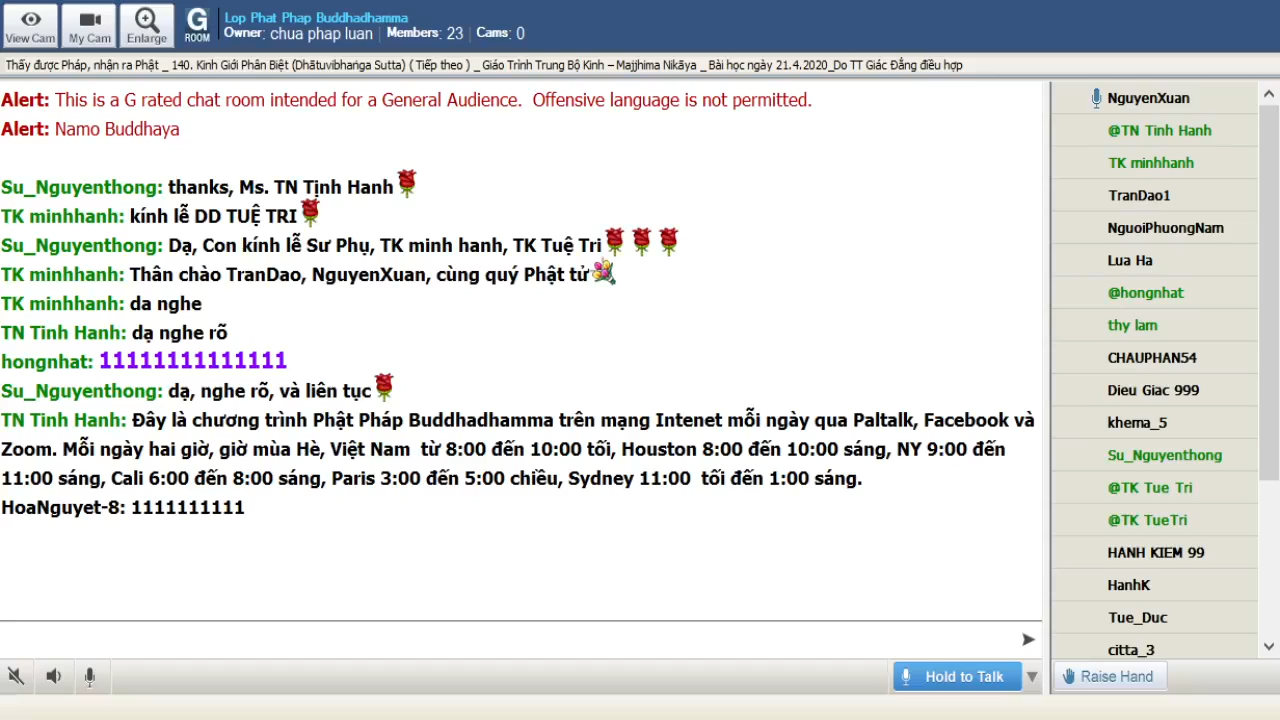 View Cam
My Cam
Enlarge
G
ROOM
Lop Phat Phap Buddhadhamma
Owner: chua phap luan Members: 23 Cams: 0
Thấy được Pháp, nhận ra Phật _ 140. Kinh Giới Phân Biệt (Dhātuvibhaṅga Sutta) ( Tiếp theo ) _ Giáo Trình Trung Bộ Kinh – Majjhima Nikāya _ Bài học ngày 21.4.2020_Do TT Giác Đẳng điều hợp
Alert: This is a G rated chat room intended for a General Audience.  Offensive language is not permitted.
Alert: Namo Buddhaya
Su_Nguyenthong: thanks, Ms. TN Tịnh Hanh
TK minhhanh: kính lễ DD TUỆ TRI
Su_Nguyenthong: Dạ, Con kính lễ Sư Phụ, TK minh hanh, TK Tuệ Tri
TK minhhanh: Thân chào TranDao, NguyenXuan, cùng quý Phật tử
TK minhhanh: da nghe
TN Tinh Hanh: dạ nghe rõ
hongnhat: 11111111111111
Su_Nguyenthong: dạ, nghe rõ, và liên tục
TN Tinh Hanh: Đây là chương trình Phật Pháp Buddhadhamma trên mạng Intenet mỗi ngày qua Paltalk, Facebook và
Zoom. Mỗi ngày hai giờ, giờ mùa Hè, Việt Nam  từ 8:00 đến 10:00 tối, Houston 8:00 đến 10:00 sáng, NY 9:00 đến
11:00 sáng, Cali 6:00 đến 8:00 sáng, Paris 3:00 đến 5:00 chiều, Sydney 11:00  tối đến 1:00 sáng.
HoaNguyet-8: 1111111111
NguyenXuan
@TN Tinh Hanh
TK minhhanh
TranDao1
NguoiPhuongNam
Lua Ha
@hongnhat
thy lam
CHAUPHAN54
Dieu Giac 999
khema_5
Su_Nguyenthong
@TK Tue Tri
@TK TueTri
HANH KIEM 99
HanhK
Tue_Duc
citta_3
Hold to Talk
Raise Hand